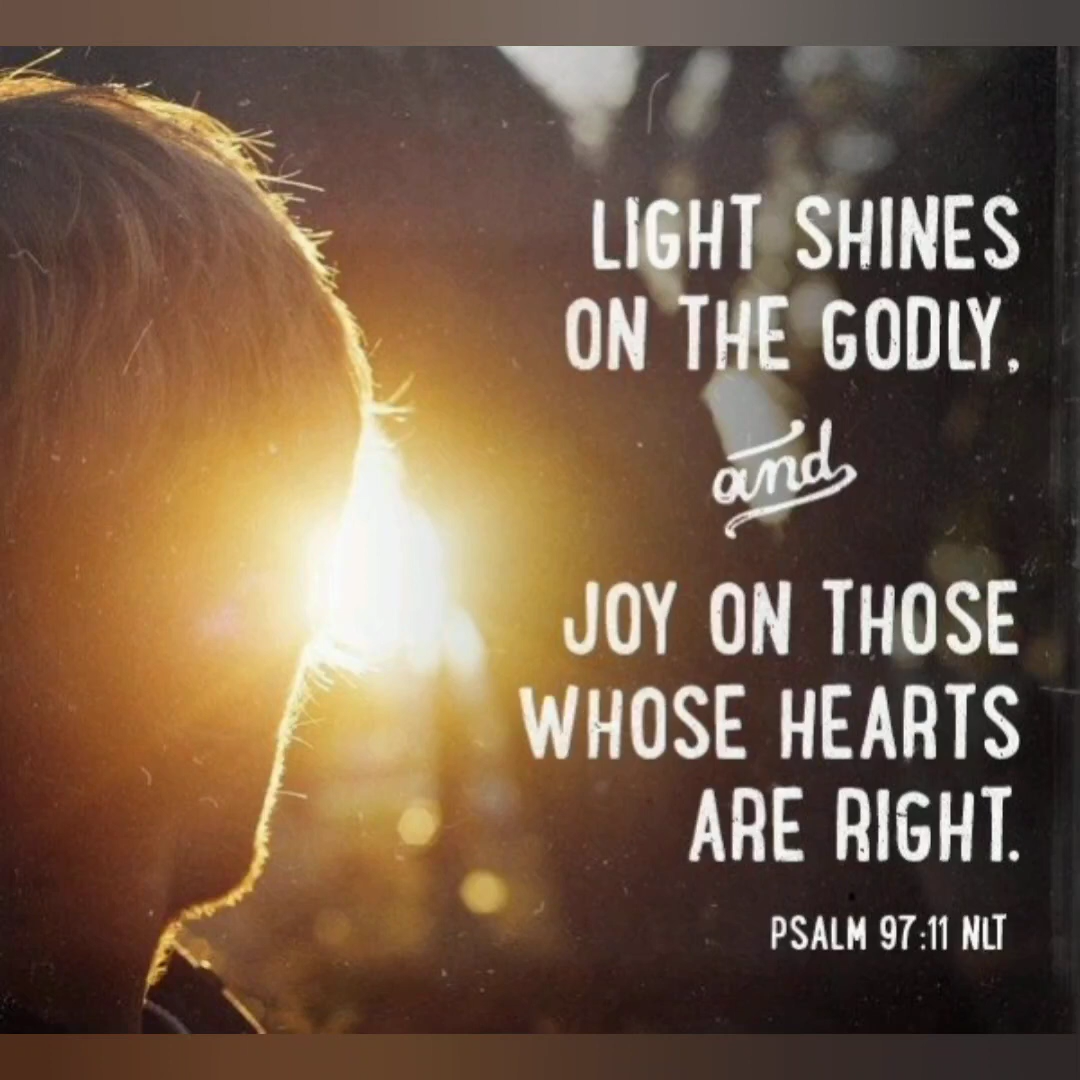 LIGHT SHINES
ON THE GODLY,
and
JOY ON THOSE
WHOSE HEARTS
ARE RIGHT.
PSALM 97:11 NLT